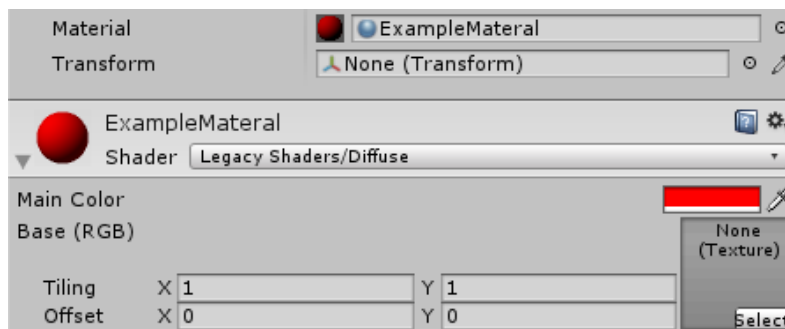 Material ExampleMateral
Transform None (Transform)
ExampleMateral
Shader Legacy Shaders/Diffuse
Main Color
Base (RGB) None
(Texture)
Tiling X 1 Y 1
Offset X 0 Y 0 Select